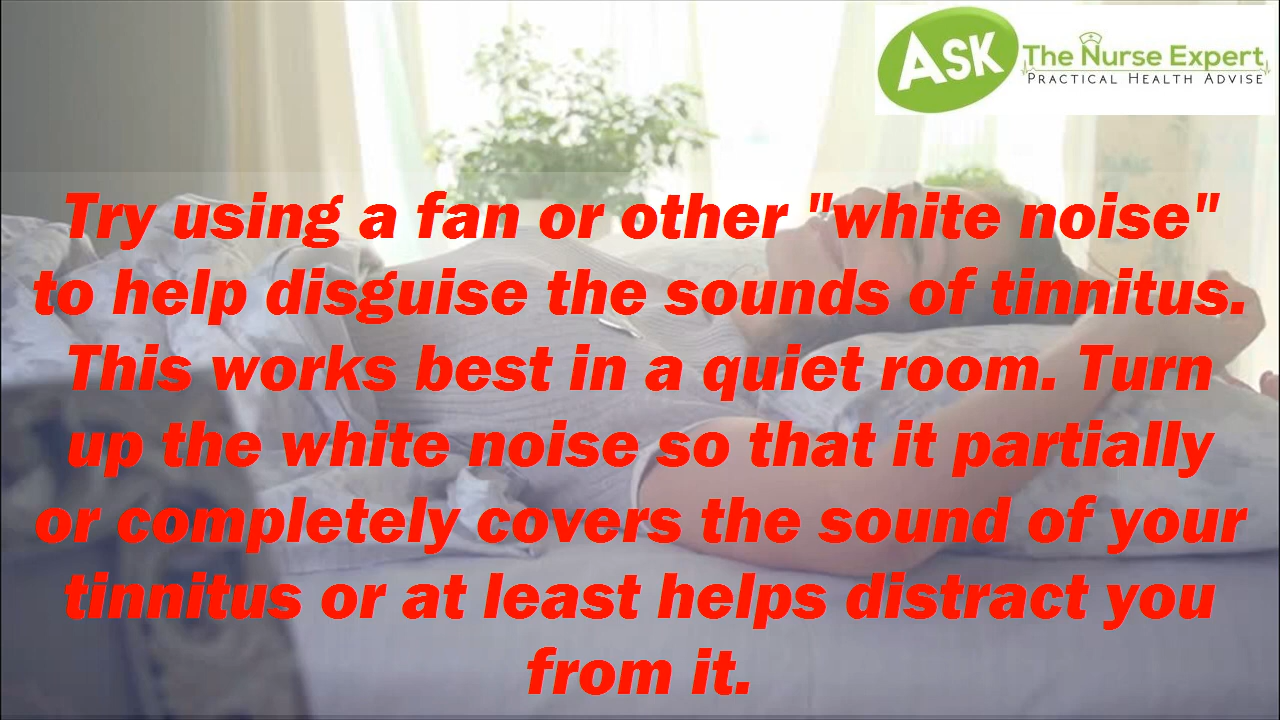 ASK The Nurse Expert
Practical Health Advise
Try using a fan or other "white noise"
to help disguise the sounds of tinnitus.
This works best in a quiet room. Turn
up the white noise so that it partially
or completely covers the sound of your
tinnitus or at least helps distract you
from it.